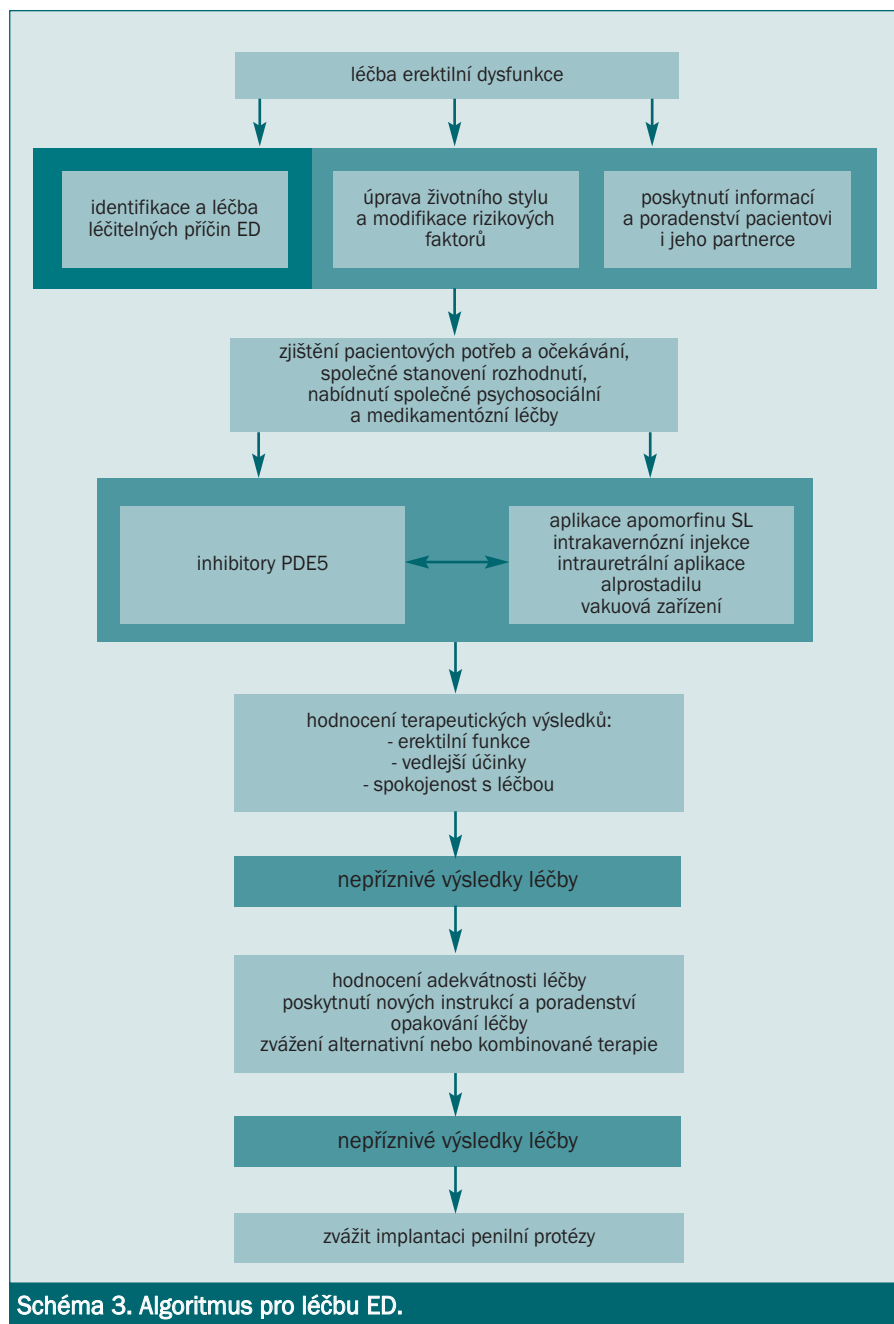 léčba erektilní dysfunkce
identifikace a léčba
léčitelných příčin ED
úprava životního stylu
a modifikace rizikových
faktorů
poskytnutí informací
a poradenství pacientovi
i jeho partnerce
zjištění pacientových potřeb a očekávání,
společné stanovení rozhodnutí,
nabídnutí společné psychosociální
a medikamentózní léčby
inhibitory PDE5
aplikace apomorfinu SL
intrakavernózní injekce
intrauretrální aplikace
alprostadilu
vakuová zařízení
hodnocení terapeutických výsledků:
- erektilní funkce
- vedlejší účinky
- spokojenost s léčbou
nepříznivé výsledky léčby
hodnocení adekvátnosti léčby
poskytnutí nových instrukcí a poradenství
opakování léčby
zvážení alternativní nebo kombinované terapie
nepříznivé výsledky léčby
zvážit implantaci penilní protézy
Schéma 3. Algoritmus pro léčbu ED.